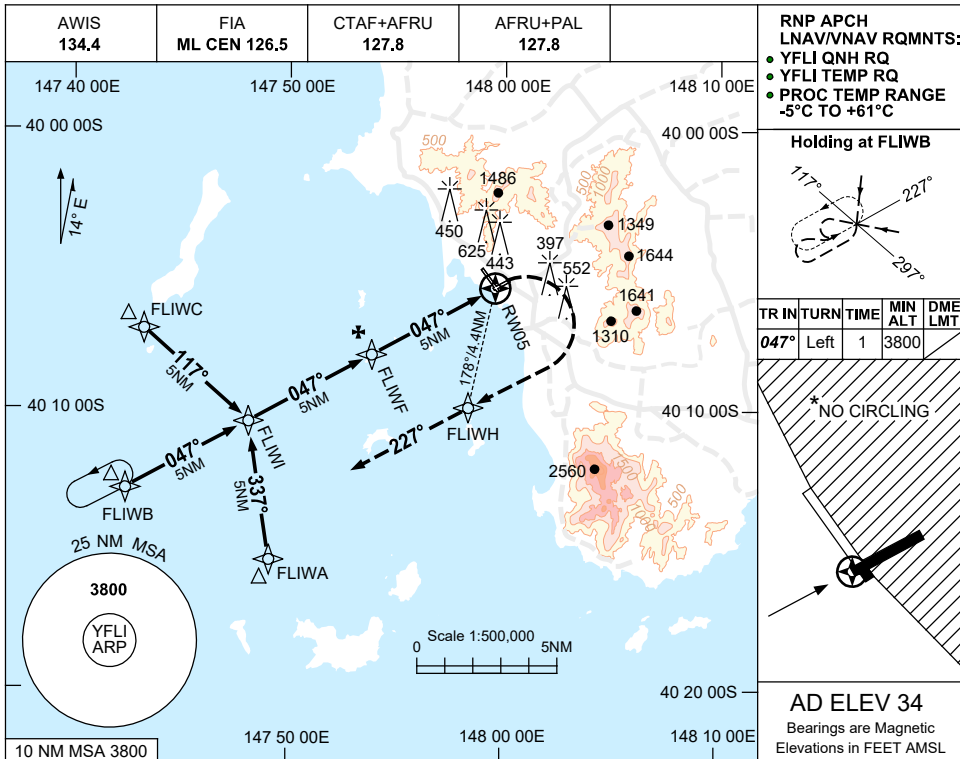 AWIS
134.4
FIA
ML CEN 126.5
CTAF+AFRU
127.8
AFRU+PAL
127.8
RNP APCH
LNAV/VNAV RQMNTS:
YFLI QNH RQ
YFLI TEMP RQ
PROC TEMP RANGE
-5°C TO +61°C
147 40 00E
147 50 00E
148 00 00E
148 10 00E
40 00 00S
40 00 00S
14° E
500
1486
450
625
443
500
1000
1349
1644
397
552
1641
1310
FLIWC
117°
5NM
047°
5NM
RW05
178°/4.4NM
FLIWF
047°
5NM
40 10 00S
40 10 00S
FLIWI
FLIWH
227°
047°
5NM
337°
5NM
2560
500
1000
500
FLIWB
FLIWA
25 NM MSA
3800
YFLI
ARP
Scale 1:500,000
0
5NM
40 20 00S
10 NM MSA 3800
147 50 00E
148 00 00E
148 10 00E
Holding at FLIWB
117°
227°
297°
TR IN
TURN
TIME
MIN
ALT
DME
LMT
047°
Left
1
3800
*NO CIRCLING
AD ELEV 34
Bearings are Magnetic
Elevations in FEET AMSL